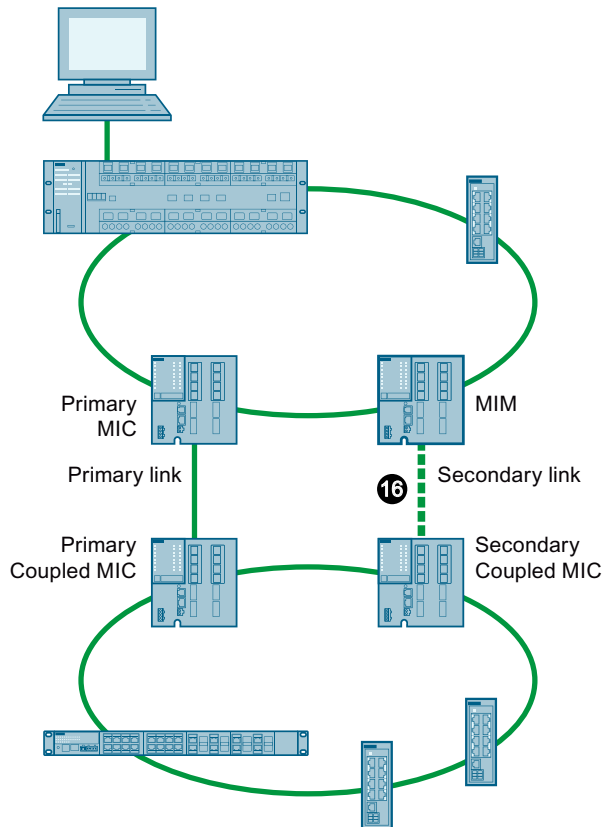 Primary
MIC
MIM
Primary link
16
Secondary link
Primary
Coupled MIC
Secondary
Coupled MIC